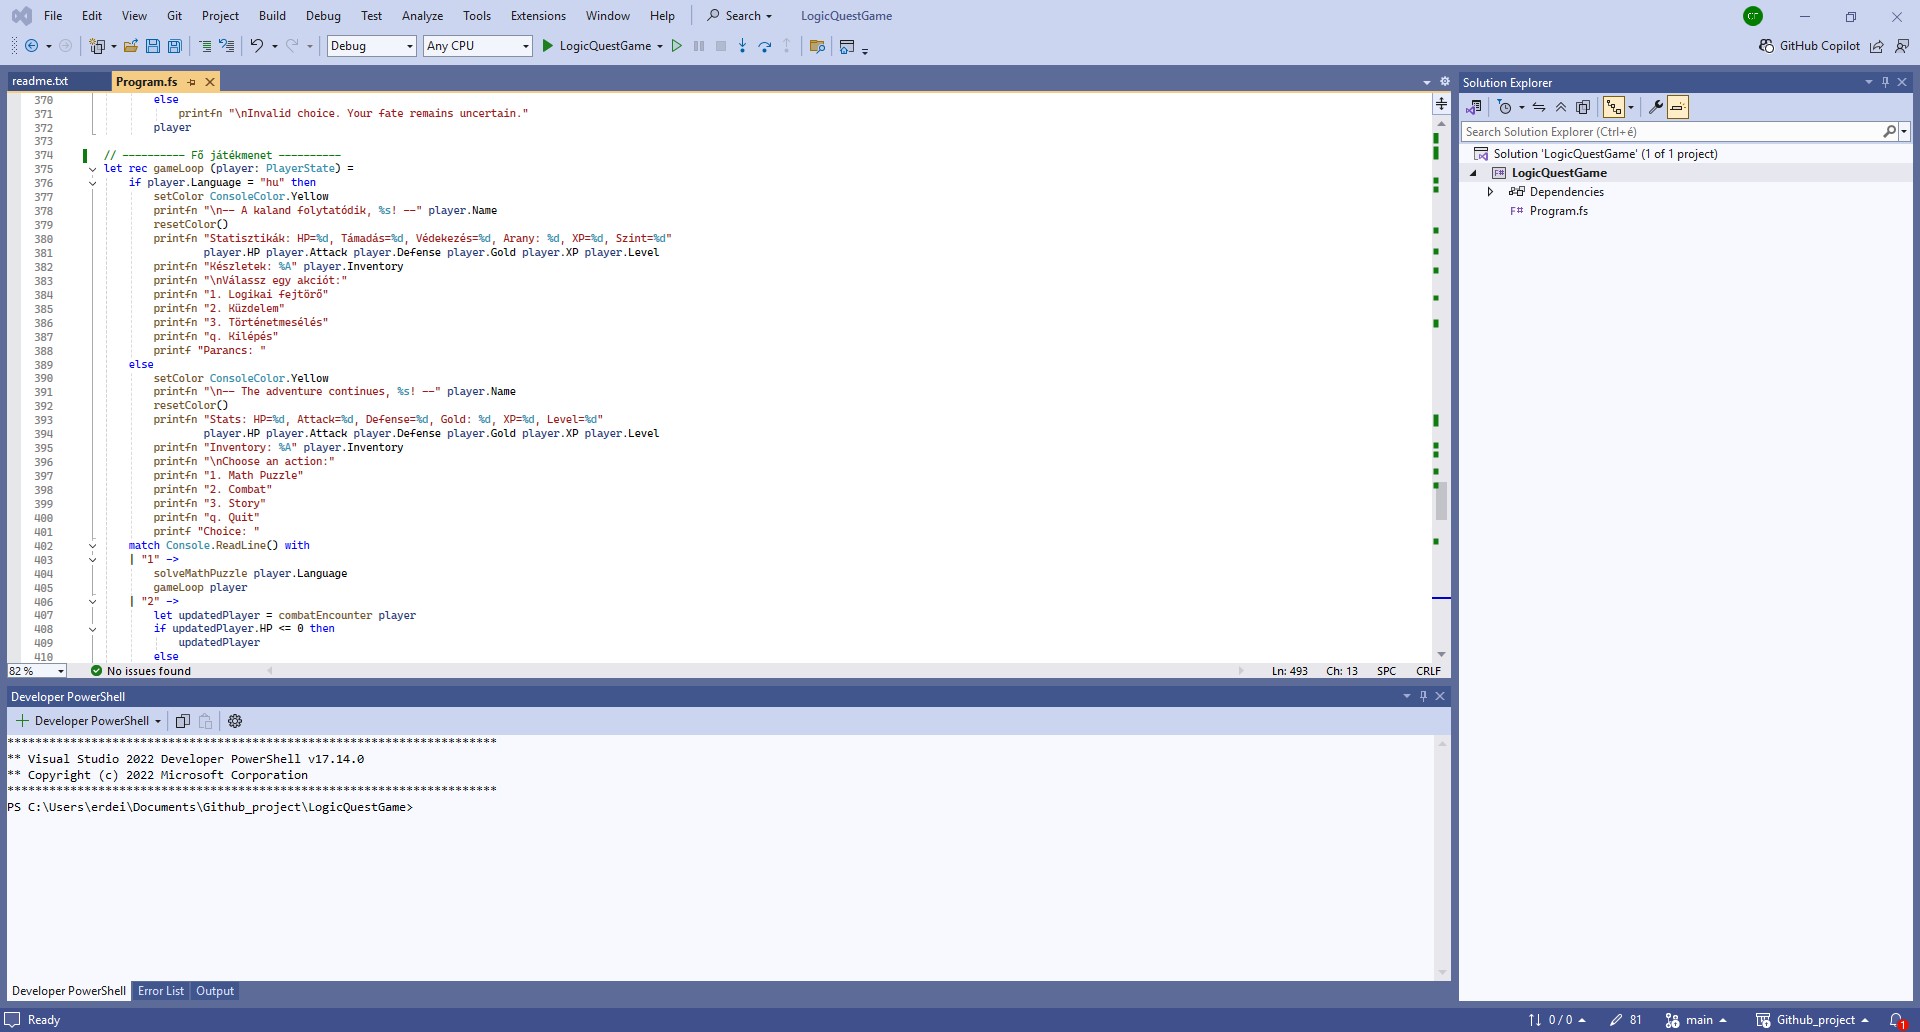 File Edit View Git Project Build Debug Test Analyze Tools Extensions Window Help Search LogicQuestGame CF
Debug Any CPU LogicQuestGame GitHub Copilot
readme.txt Program.fs
370 else
371 printfn "\nInvalid choice. Your fate remains uncertain."
372 player
373
374 // ---------- Fő játékmenet ----------
375 let rec gameLoop (player: PlayerState) =
376 if player.Language = "hu" then
377 setColor ConsoleColor.Yellow
378 printfn "\n-- A kaland folytatódik, %s! --" player.Name
379 resetColor()
380 printfn "Statisztikák: HP=%d, Támadás=%d, Védekezés=%d, Arany: %d, XP=%d, Szint=%d"
381 player.HP player.Attack player.Defense player.Gold player.XP player.Level
382 printfn "Készletek: %A" player.Inventory
383 printfn "\nVálassz egy akciót:"
384 printfn "1. Logikai fejtörő"
385 printfn "2. Küzdelem"
386 printfn "3. Történetmesélés"
387 printfn "q. Kilépés"
388 printf "Parancs: "
389 else
390 setColor ConsoleColor.Yellow
391 printfn "\n-- The adventure continues, %s! --" player.Name
392 resetColor()
393 printfn "Stats: HP=%d, Attack=%d, Defense=%d, Gold: %d, XP=%d, Level=%d"
394 player.HP player.Attack player.Defense player.Gold player.XP player.Level
395 printfn "Inventory: %A" player.Inventory
396 printfn "\nChoose an action:"
397 printfn "1. Math Puzzle"
398 printfn "2. Combat"
399 printfn "3. Story"
400 printfn "q. Quit"
401 printf "Choice: "
402 match Console.ReadLine() with
403 | "1" ->
404 solveMathPuzzle player.Language
405 gameLoop player
406 | "2" ->
407 let updatedPlayer = combatEncounter player
408 if updatedPlayer.HP <= 0 then
409 updatedPlayer
410 else
82 % No issues found Ln: 493 Ch: 13 SPC CRLF
Developer PowerShell
Developer PowerShell
**********************************************************************
** Visual Studio 2022 Developer PowerShell v17.14.0
** Copyright (c) 2022 Microsoft Corporation
**********************************************************************
PS C:\Users\erdei\Documents\Github_project\LogicQuestGame>
Developer PowerShell Error List Output
Solution Explorer
Search Solution Explorer (Ctrl+é)
Solution 'LogicQuestGame' (1 of 1 project)
F# LogicQuestGame
Dependencies
F# Program.fs
Ready 0 / 0 81 main Github_project 1